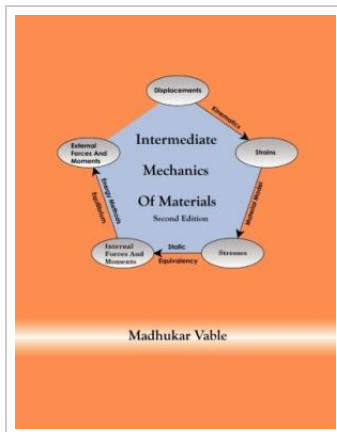 Displacements
Kinematics
Intermediate
Mechanics
Of Materials
Second Edition
External
Forces And
Moments
Strains
Energy Methods
Equilibrium
Material Model
Internal
Forces And
Moments
Static
Equivalency
Stresses
Madhukar Vable